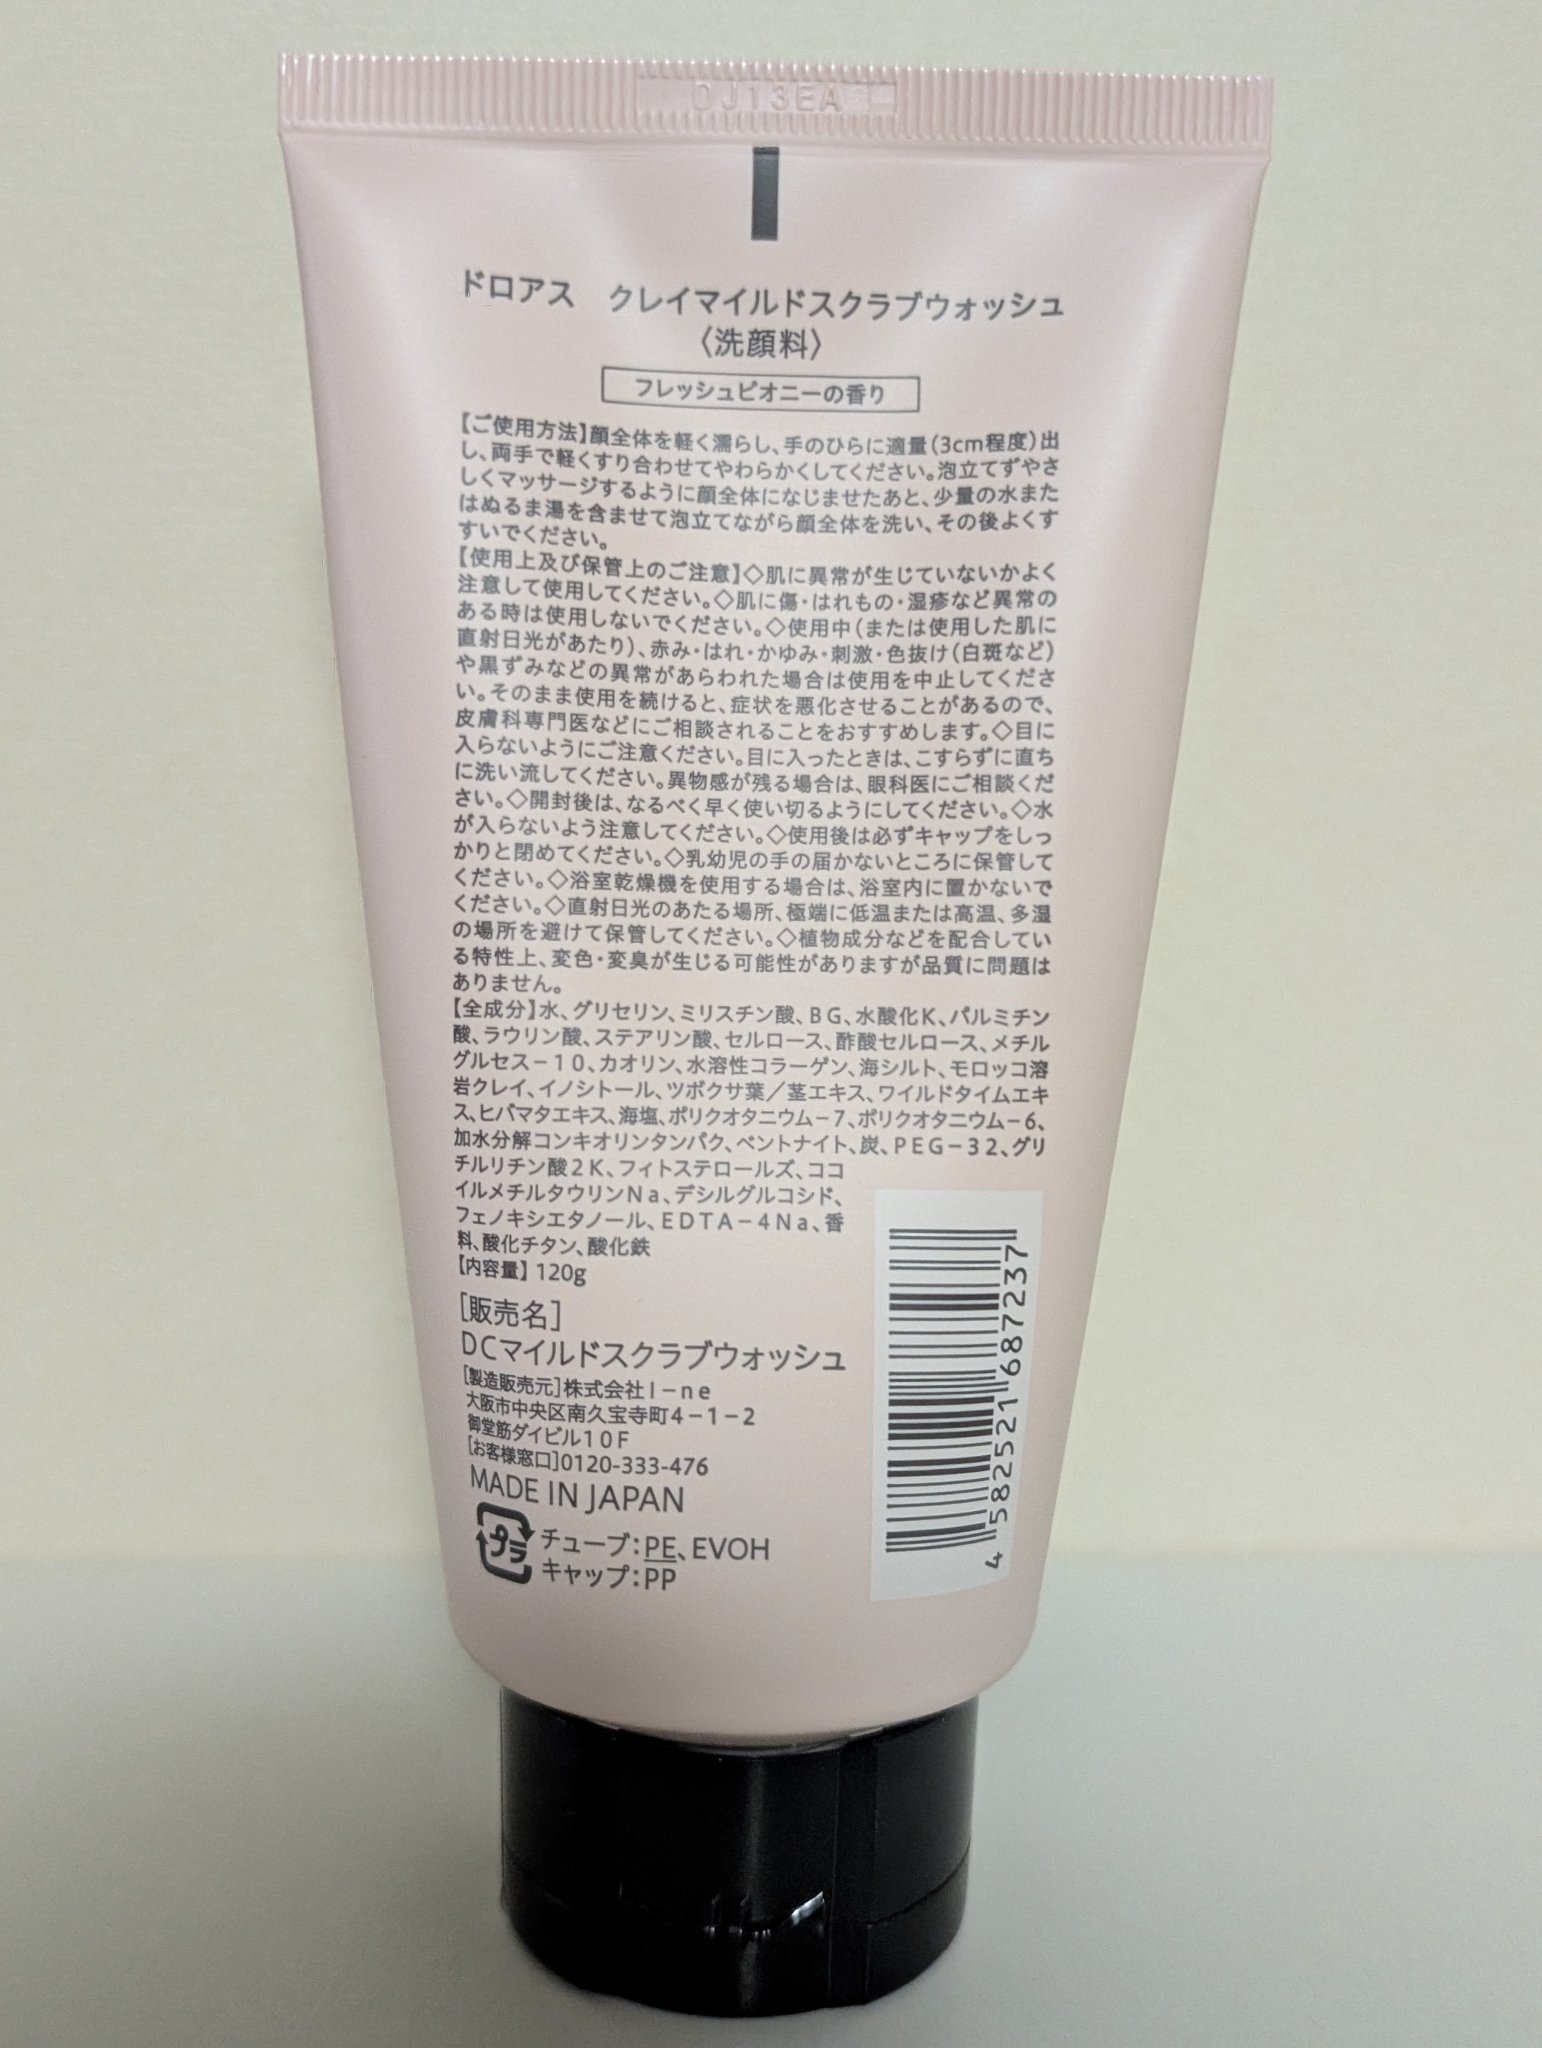 DJ13EA
ドロアス　クレイマイルドスクラブウォッシュ
〈洗顔料〉
フレッシュピオニーの香り
【ご使用方法】顔全体を軽く濡らし、手のひらに適量(3cm程度)出
し、両手で軽くすり合わせてやわらかくしてください。泡立てずやさ
しくマッサージするように顔全体になじませたあと、少量の水また
はぬるま湯を含ませて泡立てながら顔全体を洗い、その後よくす
すいでください。
【使用上及び保管上のご注意】◇肌に異常が生じていないかよく
注意して使用してください。◇肌に傷・はれもの・湿疹など異常の
ある時は使用しないでください。◇使用中(または使用した肌に
直射日光があたり)、赤み・はれ・かゆみ・刺激・色抜け(白斑など)
や黒ずみなどの異常があらわれた場合は使用を中止してくださ
い。そのまま使用を続けると、症状を悪化させることがあるので、
皮膚科専門医などにご相談されることをおすすめします。◇目に
入らないようにご注意ください。目に入ったときは、こすらずに直ち
に洗い流してください。異物感が残る場合は、眼科医にご相談くだ
さい。◇開封後は、なるべく早く使い切るようにしてください。◇水
が入らないよう注意してください。◇使用後は必ずキャップをしっ
かりと閉めてください。◇乳幼児の手の届かないところに保管して
ください。◇浴室乾燥機を使用する場合は、浴室内に置かないで
ください。◇直射日光のあたる場所、極端に低温または高温、多湿
の場所を避けて保管してください。◇植物成分などを配合してい
る特性上、変色・変臭が生じる可能性がありますが品質に問題は
ありません。
【全成分】水、グリセリン、ミリスチン酸、BG、水酸化K、パルミチン
酸、ラウリン酸、ステアリン酸、セルロース、酢酸セルロース、メチル
グルセス－10、カオリン、水溶性コラーゲン、海シルト、モロッコ溶
岩クレイ、イノシトール、ツボクサ葉／茎エキス、ワイルドタイムエキ
ス、ヒバマタエキス、海塩、ポリクオタニウム－7、ポリクオタニウム－6、
加水分解コンキオリンタンパク、ベントナイト、炭、PEG－32、グリ
チルリチン酸2K、フィトステロールズ、ココ
イルメチルタウリンNa、デシルグルコシド、
フェノキシエタノール、EDTA－4Na、香
料、酸化チタン、酸化鉄
【内容量】120g
[販売名]
DCマイルドスクラブウォッシュ
[製造販売元]株式会社I－ne
大阪市中央区南久宝寺町4－1－2
御堂筋ダイビル10F
[お客様窓口]0120-333-476
MADE IN JAPAN
プラ チューブ：PE、EVOH
キャップ：PP
4 582521 687237